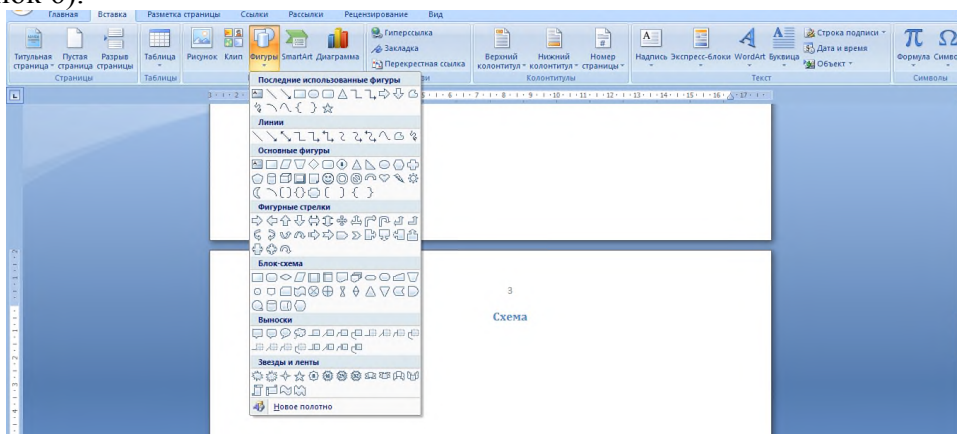 нок 6).
Главная Вставка Разметка страницы Ссылки Рассылки Рецензирование Вид
Титульная страница Пустая страница Разрыв страницы
Страницы
Таблица
Таблицы
Рисунок Клип Фигуры SmartArt Диаграмма
Гиперссылка
Закладка
Перекрестная ссылка
Верхний колонтитул Нижний колонтитул Номер страницы
Колонтитулы
Надпись Экспресс-блоки WordArt Буквица
Строка подписи
Дата и время
Объект
Текст
Формула
Символы
Последние использованные фигуры
Линии
Основные фигуры
Фигурные стрелки
Блок-схема
Выноски
Звезды и ленты
Новое полотно
3
Схема